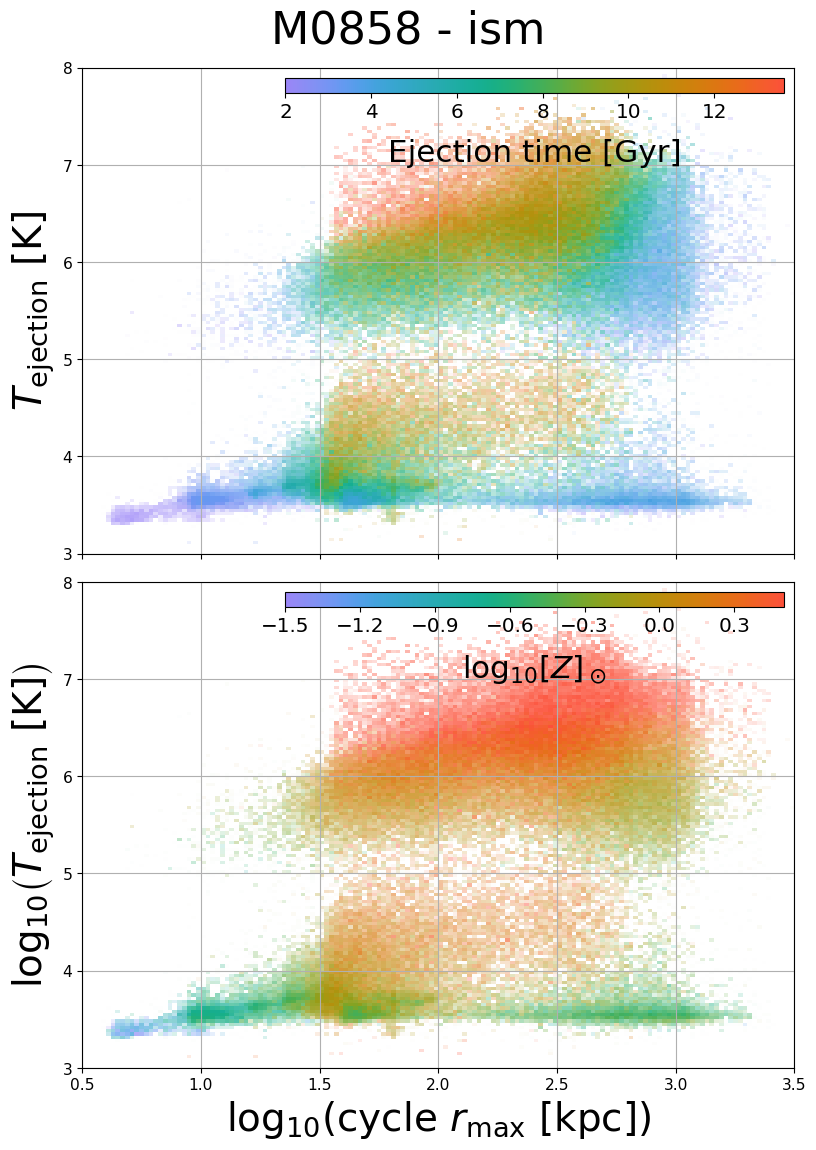 M0858 - ism
8
2 4 6 8 10 12
Ejection time [Gyr]
7
6
5
4
3
T_ejection [K]
8
−1.5 −1.2 −0.9 −0.6 −0.3 0.0 0.3
log₁₀[Z]⊙
7
6
5
4
3
log₁₀(T_ejection [K])
0.5 1.0 1.5 2.0 2.5 3.0 3.5
log₁₀(cycle r_max [kpc])